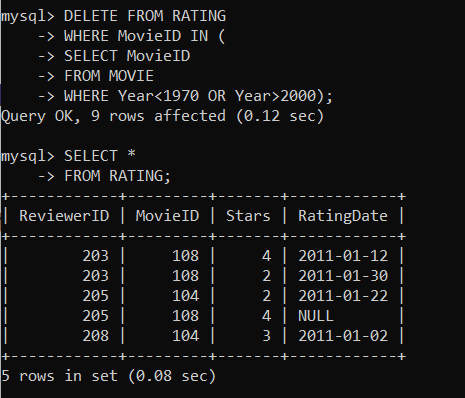 mysql> DELETE FROM RATING
    -> WHERE MovieID IN (
    -> SELECT MovieID
    -> FROM MOVIE
    -> WHERE Year<1970 OR Year>2000);
Query OK, 9 rows affected (0.12 sec)

mysql> SELECT *
    -> FROM RATING;
+------------+---------+-------+------------+
| ReviewerID | MovieID | Stars | RatingDate |
+------------+---------+-------+------------+
|        203 |     108 |     4 | 2011-01-12 |
|        203 |     108 |     2 | 2011-01-30 |
|        205 |     104 |     2 | 2011-01-22 |
|        205 |     108 |     4 | NULL       |
|        208 |     104 |     3 | 2011-01-02 |
+------------+---------+-------+------------+
5 rows in set (0.08 sec)